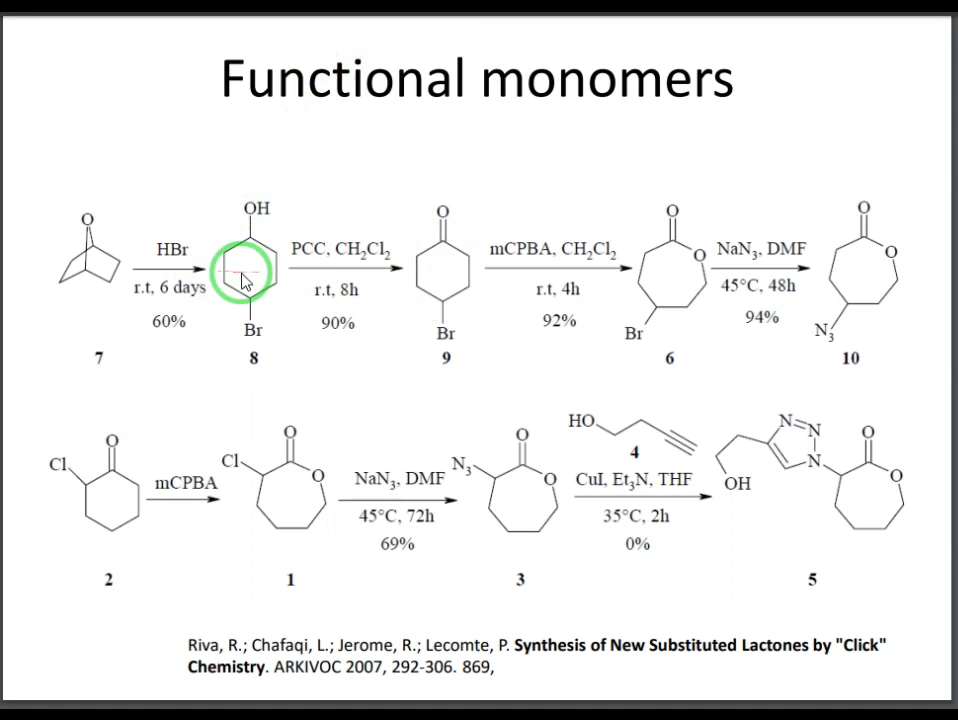 Functional monomers
O
HBr
r.t, 6 days
60%
7
OH
Br
8
PCC, CH₂Cl₂
r.t, 8h
90%
O
Br
9
mCPBA, CH₂Cl₂
r.t, 4h
92%
O
O
Br
6
NaN₃, DMF
45°C, 48h
94%
O
O
N₃
10
Cl
O
2
mCPBA
Cl
O
O
1
NaN₃, DMF
45°C, 72h
69%
N₃
O
O
3
HO
4
CuI, Et₃N, THF
35°C, 2h
0%
OH
N=N
N
O
O
5
Riva, R.; Chafaqi, L.; Jerome, R.; Lecomte, P. Synthesis of New Substituted Lactones by "Click"
Chemistry. ARKIVOC 2007, 292-306. 869,